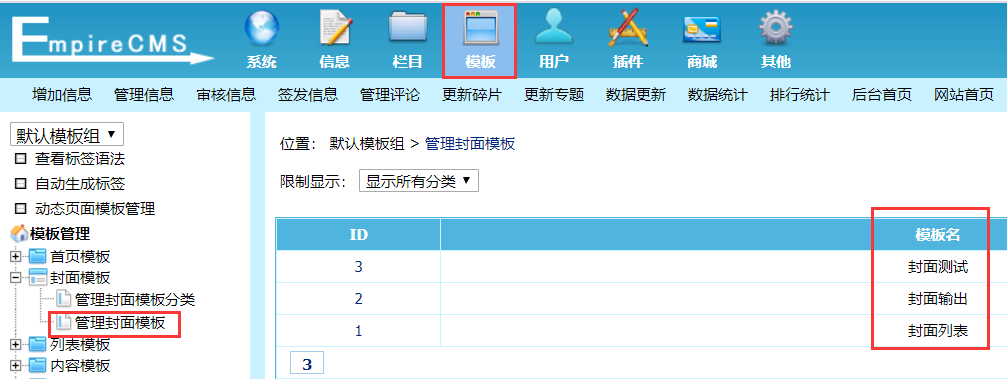 EmpireCMS
系统 信息 栏目 模板 用户 插件 商城 其他
增加信息 管理信息 审核信息 签发信息 管理评论 更新碎片 更新专题 数据更新 数据统计 排行统计 后台首页 网站首页
默认模板组
查看标签语法
自动生成标签
动态页面模板管理
模板管理
首页模板
封面模板
管理封面模板分类
管理封面模板
列表模板
内容模板
位置： 默认模板组 > 管理封面模板
限制显示： 显示所有分类
ID 模板名
3 封面测试
2 封面输出
1 封面列表
3